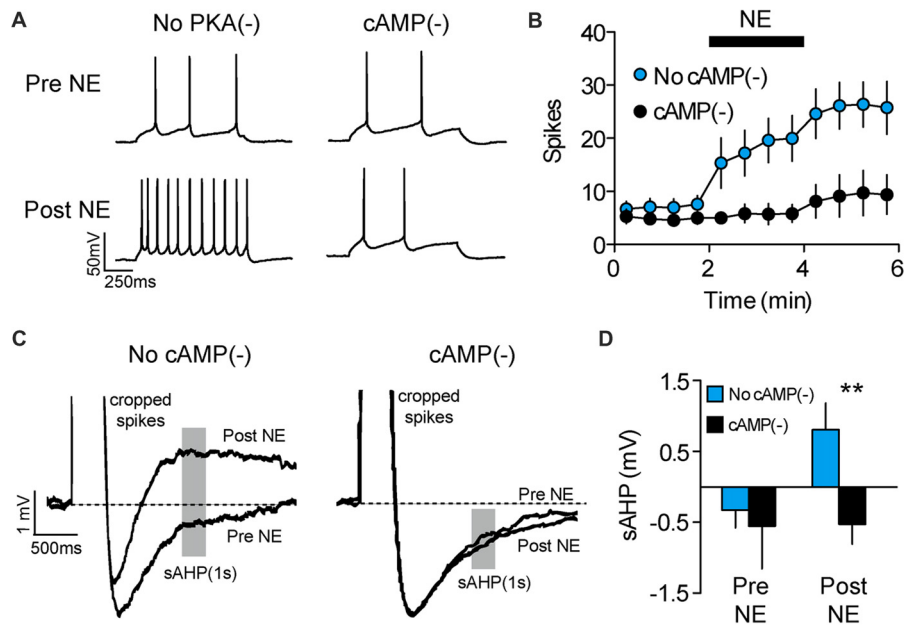 A
No PKA(-)
cAMP(-)
Pre NE
Post NE
50mV
250ms
B
NE
No cAMP(-)
cAMP(-)
Spikes
40
30
20
10
0
0
2
4
6
Time (min)
C
No cAMP(-)
cAMP(-)
cropped
spikes
Post NE
Pre NE
1 mV
500ms
sAHP(1s)
cropped
spikes
Pre NE
Post NE
sAHP(1s)
D
No cAMP(-)
cAMP(-)
**
sAHP (mV)
1.5
0.5
-0.5
-1.5
Pre
NE
Post
NE